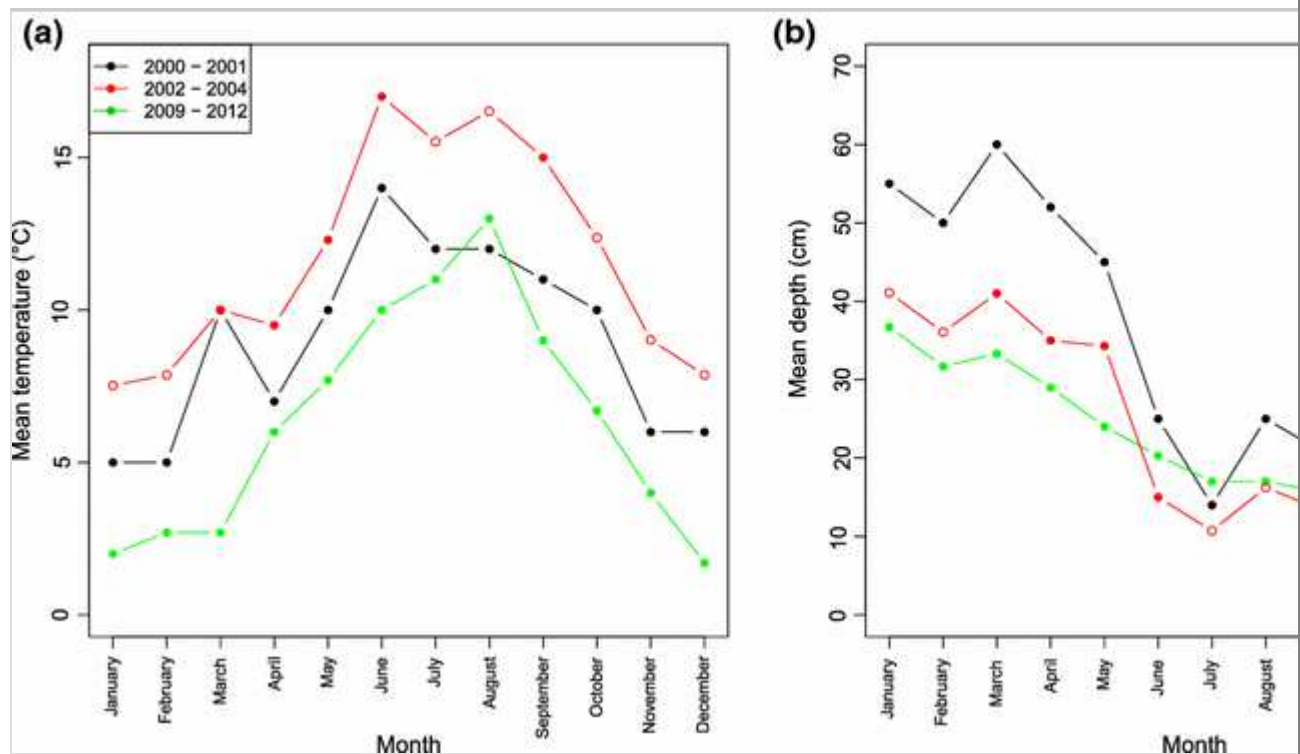 (a)
2000 − 2001
2002 − 2004
2009 − 2012
Mean temperature (°C)
15
10
5
0
January
February
March
April
May
June
July
August
September
October
November
December
Month
(b)
Mean depth (cm)
70
60
50
40
30
20
10
0
January
February
March
April
May
June
July
August
Month